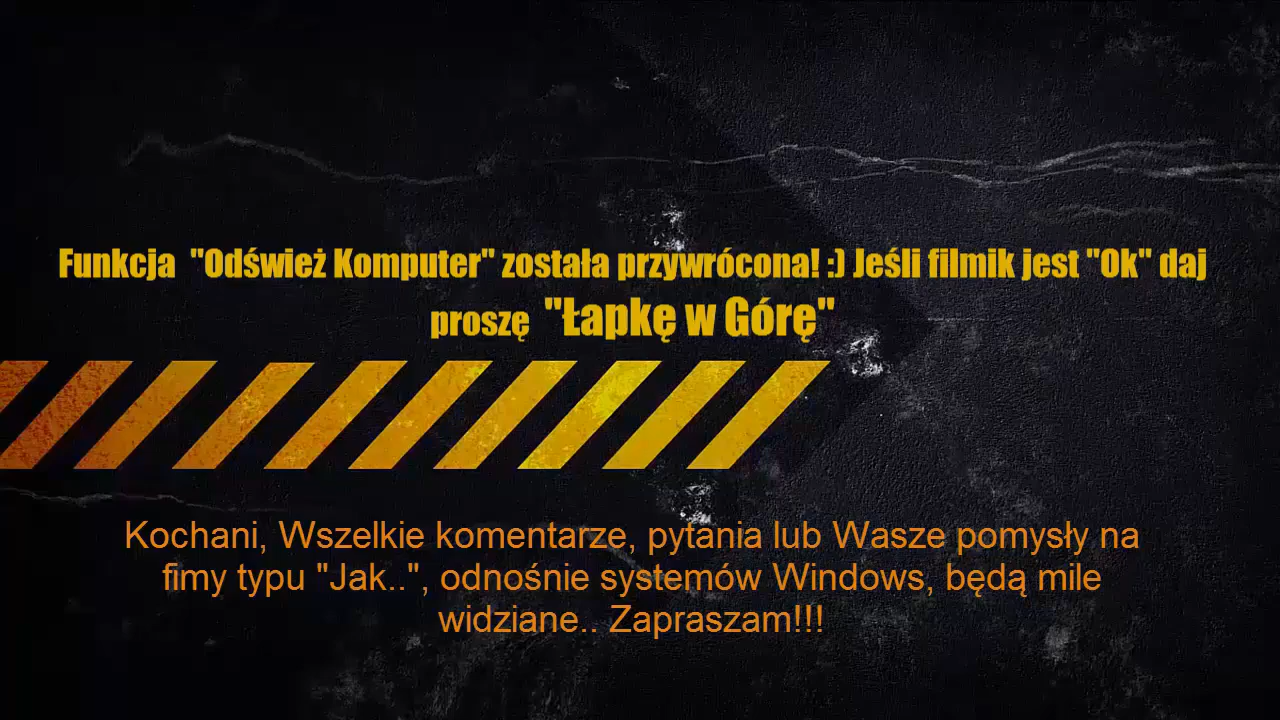 Funkcja "Odśwież Komputer" została przywrócona! :) Jeśli filmik jest "Ok" daj
proszę "Łapkę w Górę"
Kochani, Wszelkie komentarze, pytania lub Wasze pomysły na
fimy typu "Jak..", odnośnie systemów Windows, będą mile
widziane.. Zapraszam!!!